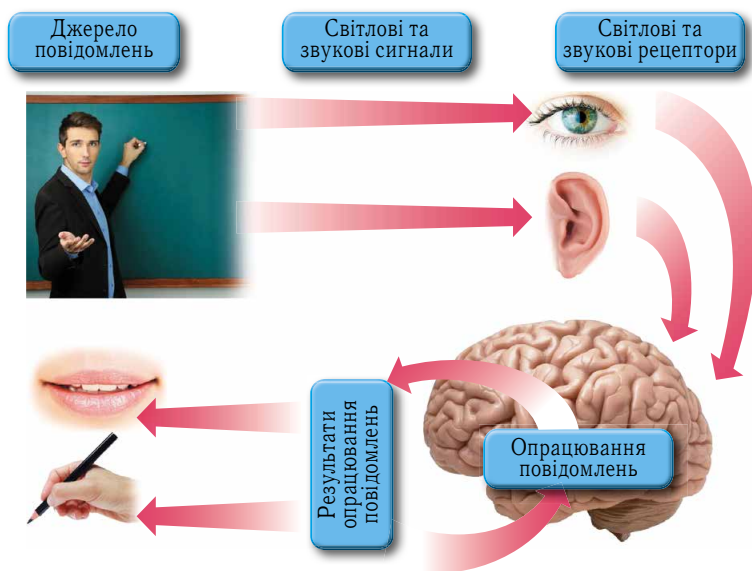 Джерело
повідомлень
Світлові та
звукові сигнали
Світлові та
звукові рецептори
Результати
опрацювання
повідомлень
Опрацювання
повідомлень